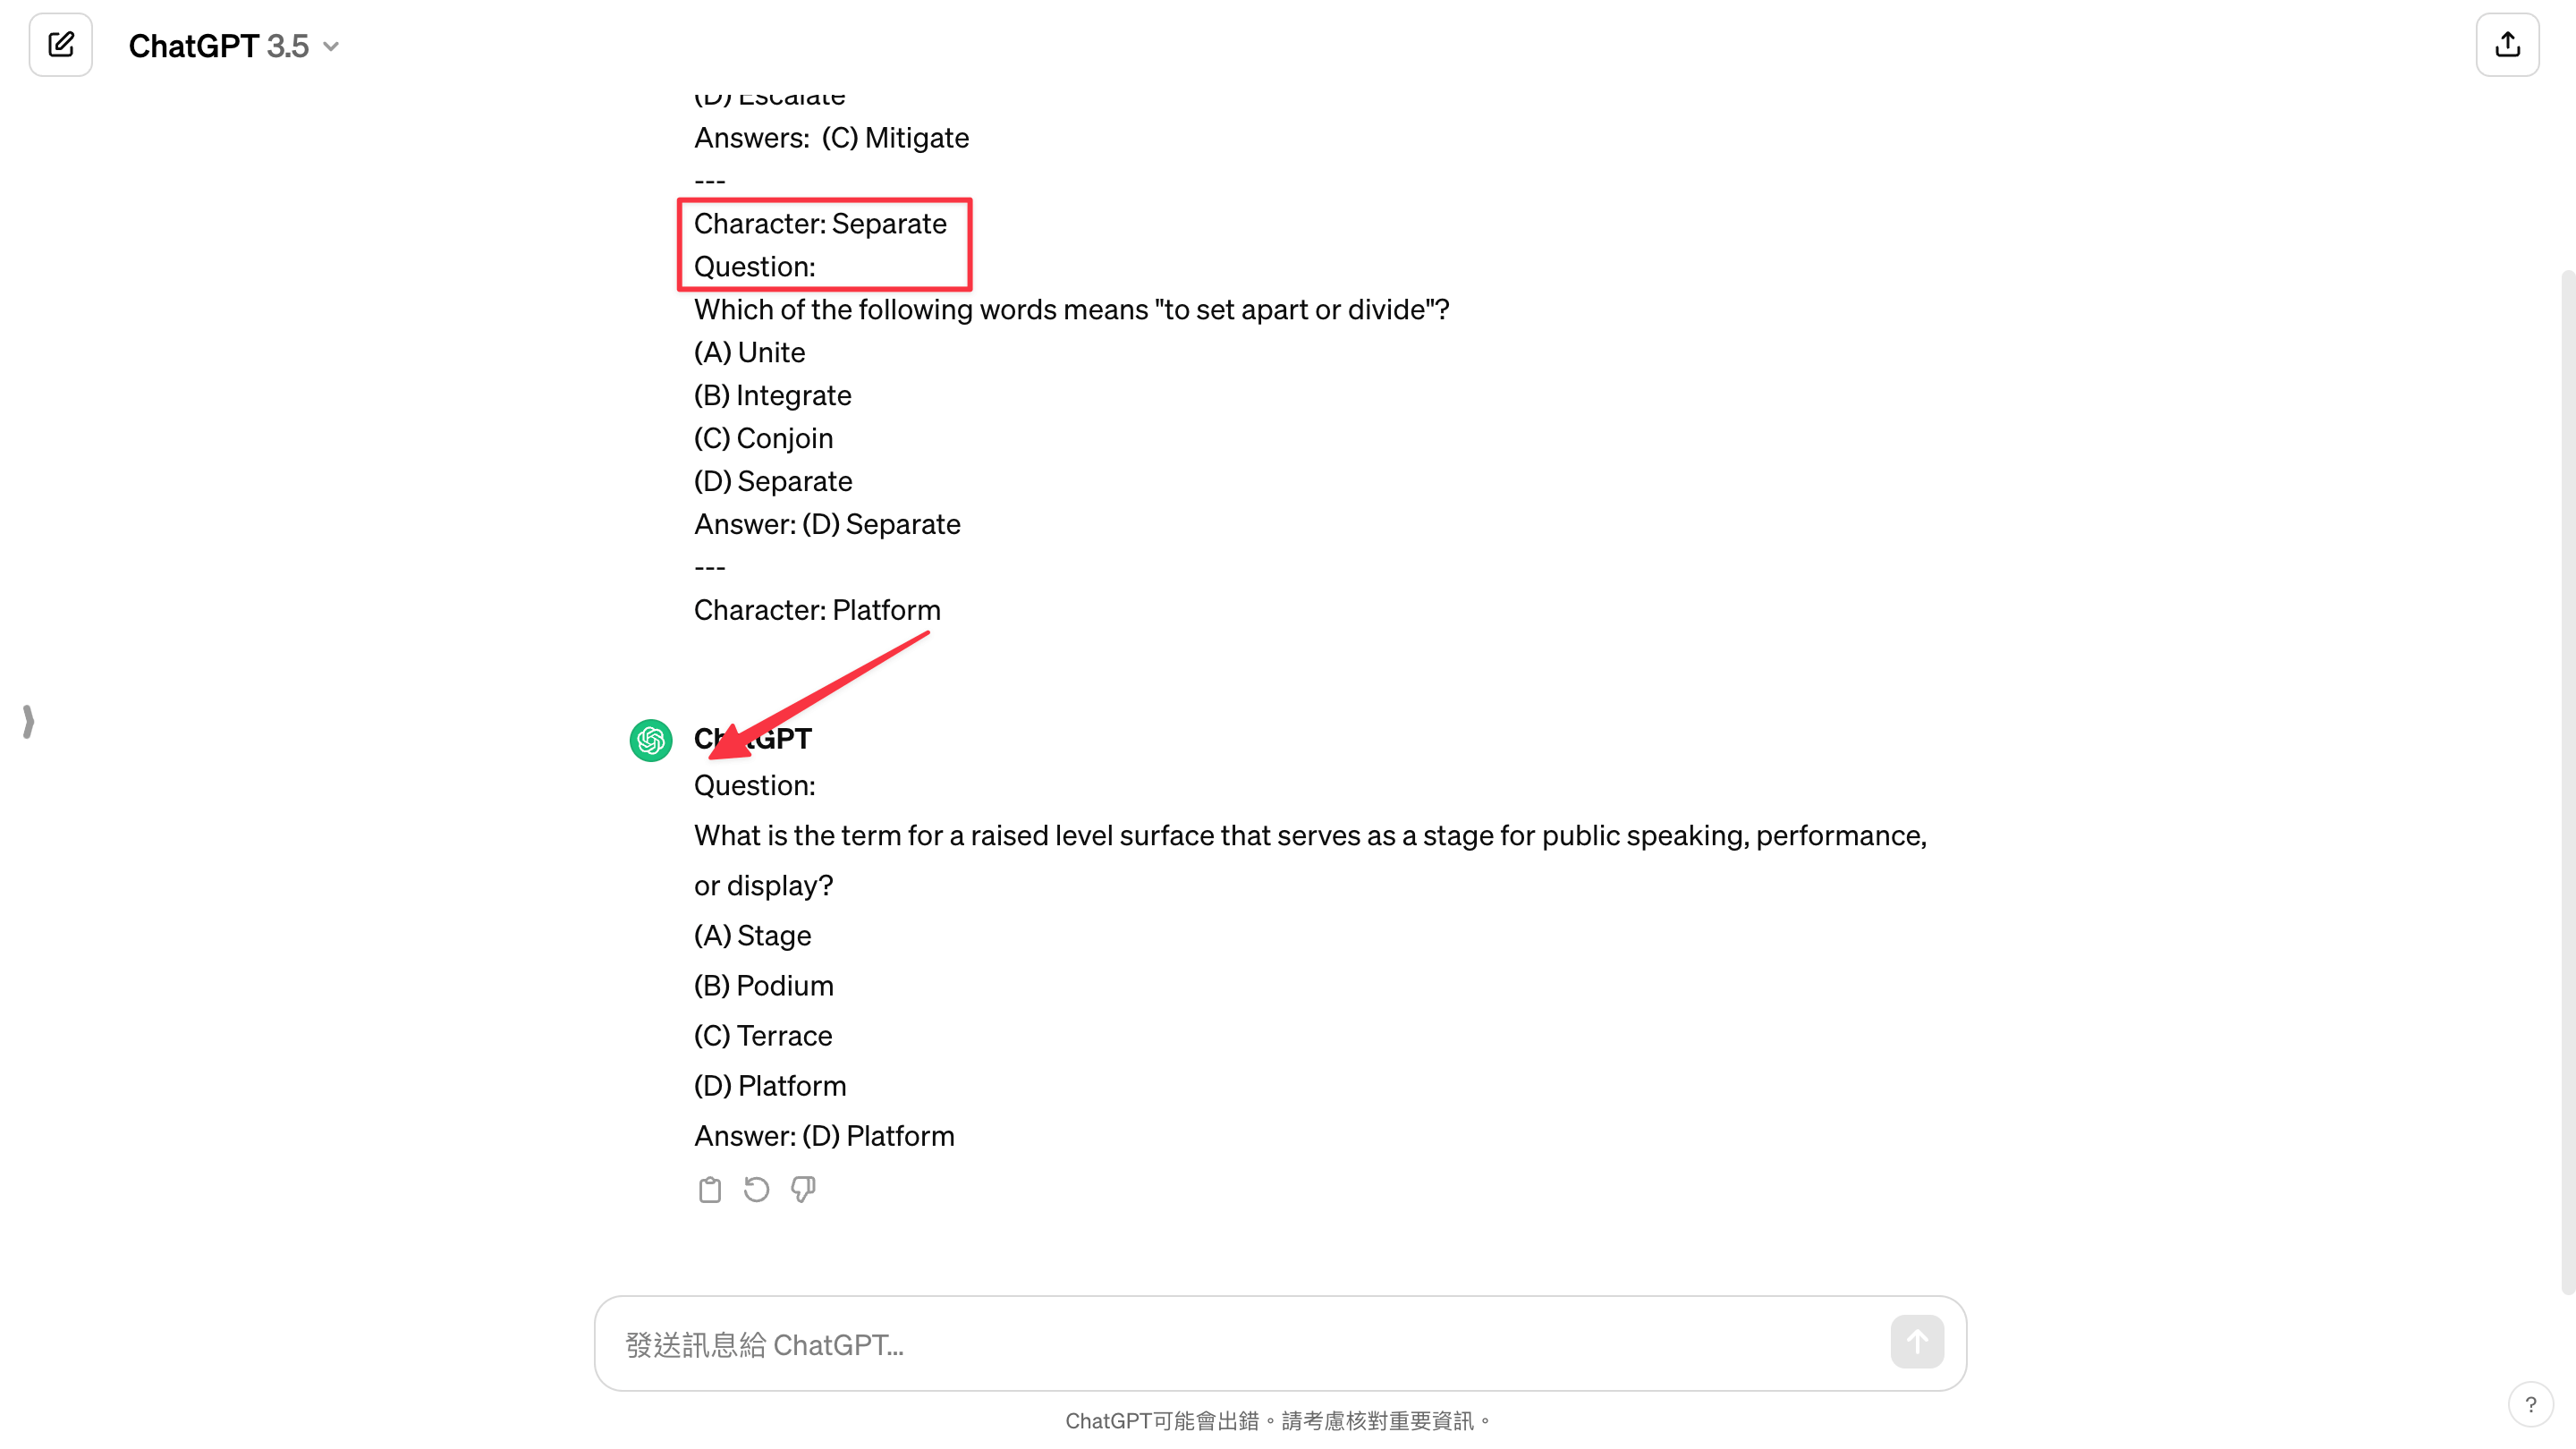 ChatGPT 3.5
(D) Escalate
Answers:  (C) Mitigate
---
Character: Separate
Question:
Which of the following words means "to set apart or divide"?
(A) Unite
(B) Integrate
(C) Conjoin
(D) Separate
Answer: (D) Separate
---
Character: Platform
ChatGPT
Question:
What is the term for a raised level surface that serves as a stage for public speaking, performance,
or display?
(A) Stage
(B) Podium
(C) Terrace
(D) Platform
Answer: (D) Platform
發送訊息給 ChatGPT...
ChatGPT可能會出錯。請考慮核對重要資訊。
?